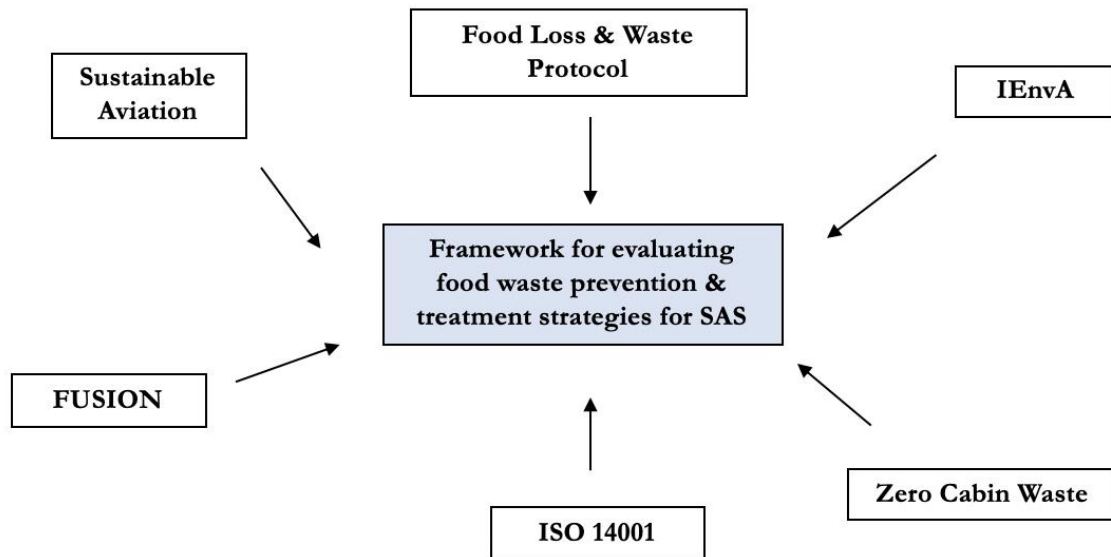 Food Loss & Waste
Protocol
Sustainable
Aviation
IEnvA
Framework for evaluating
food waste prevention &
treatment strategies for SAS
FUSION
Zero Cabin Waste
ISO 14001